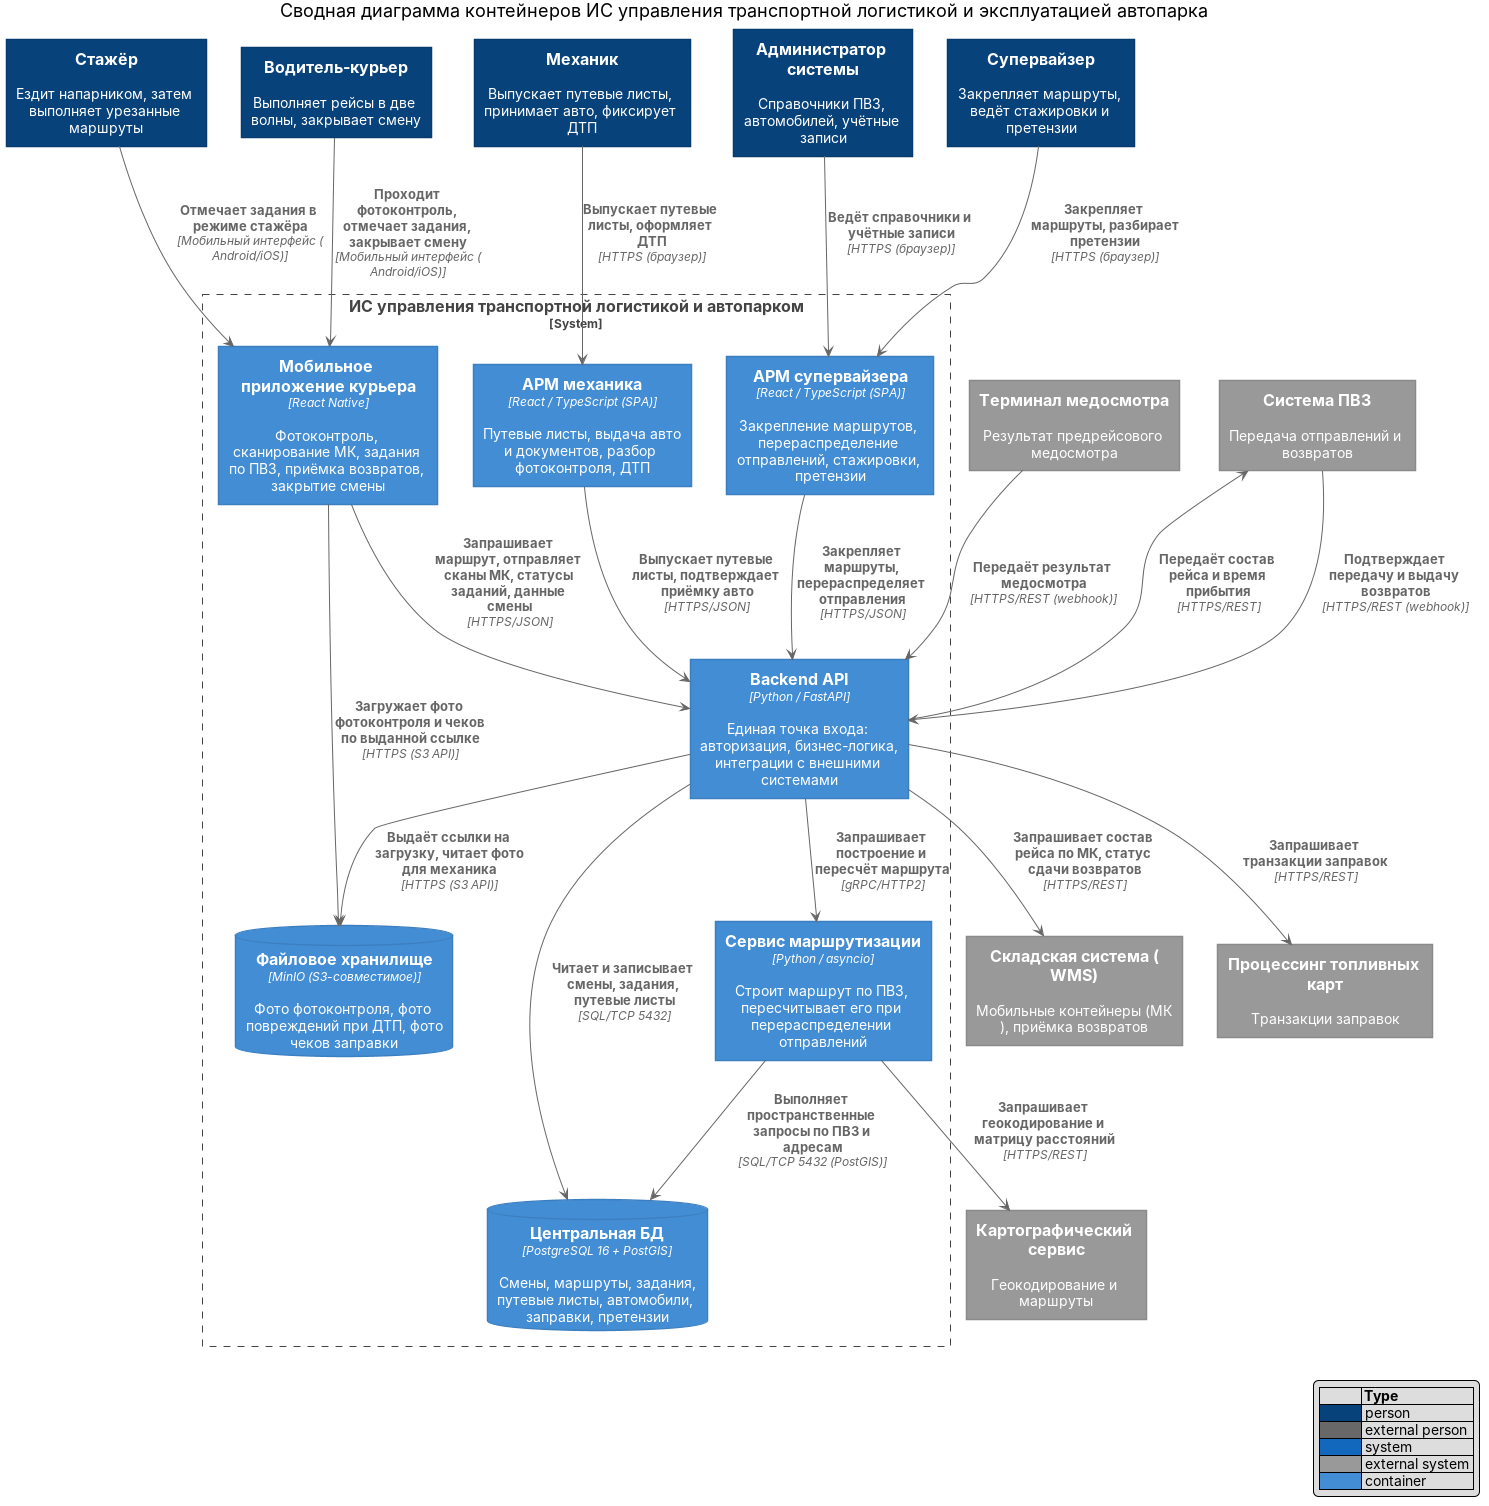 Сводная диаграмма контейнеров ИС управления транспортной логистикой и эксплуатацией автопарка
Стажёр
Ездит напарником, затем
выполняет урезанные
маршруты
Водитель-курьер
Выполняет рейсы в две
волны, закрывает смену
Механик
Выпускает путевые листы,
принимает авто, фиксирует
ДТП
Администратор
системы
Справочники ПВЗ,
автомобилей, учётные
записи
Супервайзер
Закрепляет маршруты,
ведёт стажировки и
претензии
Отмечает задания в
режиме стажёра
[Мобильный интерфейс (
Android/iOS)]
Проходит
фотоконтроль,
отмечает задания,
закрывает смену
[Мобильный интерфейс (
Android/iOS)]
Выпускает путевые
листы, оформляет
ДТП
[HTTPS (браузер)]
Ведёт справочники и
учётные записи
[HTTPS (браузер)]
Закрепляет
маршруты, разбирает
претензии
[HTTPS (браузер)]
ИС управления транспортной логистикой и автопарком
[System]
Мобильное
приложение курьера
[React Native]
Фотоконтроль,
сканирование МК, задания
по ПВЗ, приёмка возвратов,
закрытие смены
АРМ механика
[React / TypeScript (SPA)]
Путевые листы, выдача авто
и документов, разбор
фотоконтроля, ДТП
АРМ супервайзера
[React / TypeScript (SPA)]
Закрепление маршрутов,
перераспределение
отправлений, стажировки,
претензии
Терминал медосмотра
Результат предрейсового
медосмотра
Система ПВЗ
Передача отправлений и
возвратов
Запрашивает
маршрут, отправляет
сканы МК, статусы
заданий, данные
смены
[HTTPS/JSON]
Выпускает путевые
листы, подтверждает
приёмку авто
[HTTPS/JSON]
Закрепляет
маршруты,
перераспределяет
отправления
[HTTPS/JSON]
Передаёт результат
медосмотра
[HTTPS/REST (webhook)]
Передаёт состав
рейса и время
прибытия
[HTTPS/REST]
Подтверждает
передачу и выдачу
возвратов
[HTTPS/REST (webhook)]
Backend API
[Python / FastAPI]
Единая точка входа:
авторизация, бизнес-логика,
интеграции с внешними
системами
Загружает фото
фотоконтроля и чеков
по выданной ссылке
[HTTPS (S3 API)]
Выдаёт ссылки на
загрузку, читает фото
для механика
[HTTPS (S3 API)]
Запрашивает
построение и
пересчёт маршрута
[gRPC/HTTP2]
Запрашивает состав
рейса по МК, статус
сдачи возвратов
[HTTPS/REST]
Запрашивает
транзакции заправок
[HTTPS/REST]
Файловое хранилище
[MinIO (S3-совместимое)]
Фото фотоконтроля, фото
повреждений при ДТП, фото
чеков заправки
Читает и записывает
смены, задания,
путевые листы
[SQL/TCP 5432]
Сервис маршрутизации
[Python / asyncio]
Строит маршрут по ПВЗ,
пересчитывает его при
перераспределении
отправлений
Складская система (
WMS)
Мобильные контейнеры (МК
), приёмка возвратов
Процессинг топливных
карт
Транзакции заправок
Выполняет
пространственные
запросы по ПВЗ и
адресам
[SQL/TCP 5432 (PostGIS)]
Запрашивает
геокодирование и
матрицу расстояний
[HTTPS/REST]
Центральная БД
[PostgreSQL 16 + PostGIS]
Смены, маршруты, задания,
путевые листы, автомобили,
заправки, претензии
Картографический
сервис
Геокодирование и
маршруты
Type
person
external person
system
external system
container